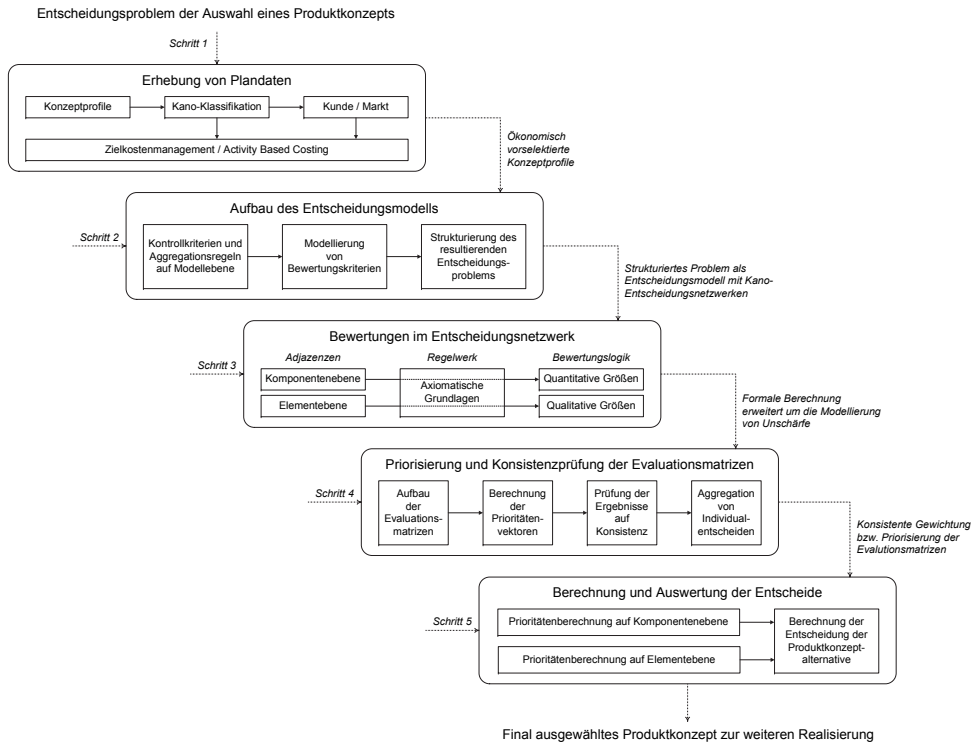 Entscheidungsproblem der Auswahl eines Produktkonzepts
Schritt 1
Erhebung von Plandaten
Konzeptprofile
Kano-Klassifikation
Kunde / Markt
Zielkostenmanagement / Activity Based Costing
Ökonomisch
vorselektierte
Konzeptprofile
Schritt 2
Aufbau des Entscheidungsmodells
Kontrollkriterien und
Aggregationsregeln
auf Modellebene
Modellierung
von
Bewertungskriterien
Strukturierung des
resultierenden
Entscheidungs-
problems
Strukturiertes Problem als
Entscheidungsmodell mit Kano-
Entscheidungsnetzwerken
Schritt 3
Bewertungen im Entscheidungsnetzwerk
Adjazenzen
Regelwerk
Bewertungslogik
Komponentenebene
Axiomatische
Grundlagen
Quantitative Größen
Elementebene
Qualitative Größen
Formale Berechnung
erweitert um die Modellierung
von Unschärfe
Schritt 4
Priorisierung und Konsistenzprüfung der Evaluationsmatrizen
Aufbau
der
Evaluations-
matrizen
Berechnung
der
Prioritäten-
vektoren
Prüfung der
Ergebnisse
auf
Konsistenz
Aggregation
von
Individual-
entscheiden
Konsistente Gewichtung
bzw. Priorisierung der
Evalutionsmatrizen
Schritt 5
Berechnung und Auswertung der Entscheide
Prioritätenberechnung auf Komponentenebene
Prioritätenberechnung auf Elementebene
Berechnung der
Entscheidung der
Produktkonzept-
alternative
Final ausgewähltes Produktkonzept zur weiteren Realisierung